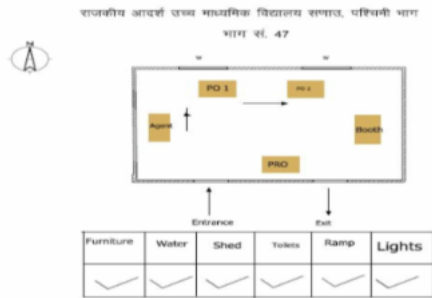 राजकीय आदर्श उच्च माध्यमिक विद्यालय सणाउ, पश्चिमी भाग
भाग सं. 47
N
W W
PO 1 PO 2
Agent
Booth
PRO
Entrance Exit
Furniture Water Shed Toilets Ramp Lights